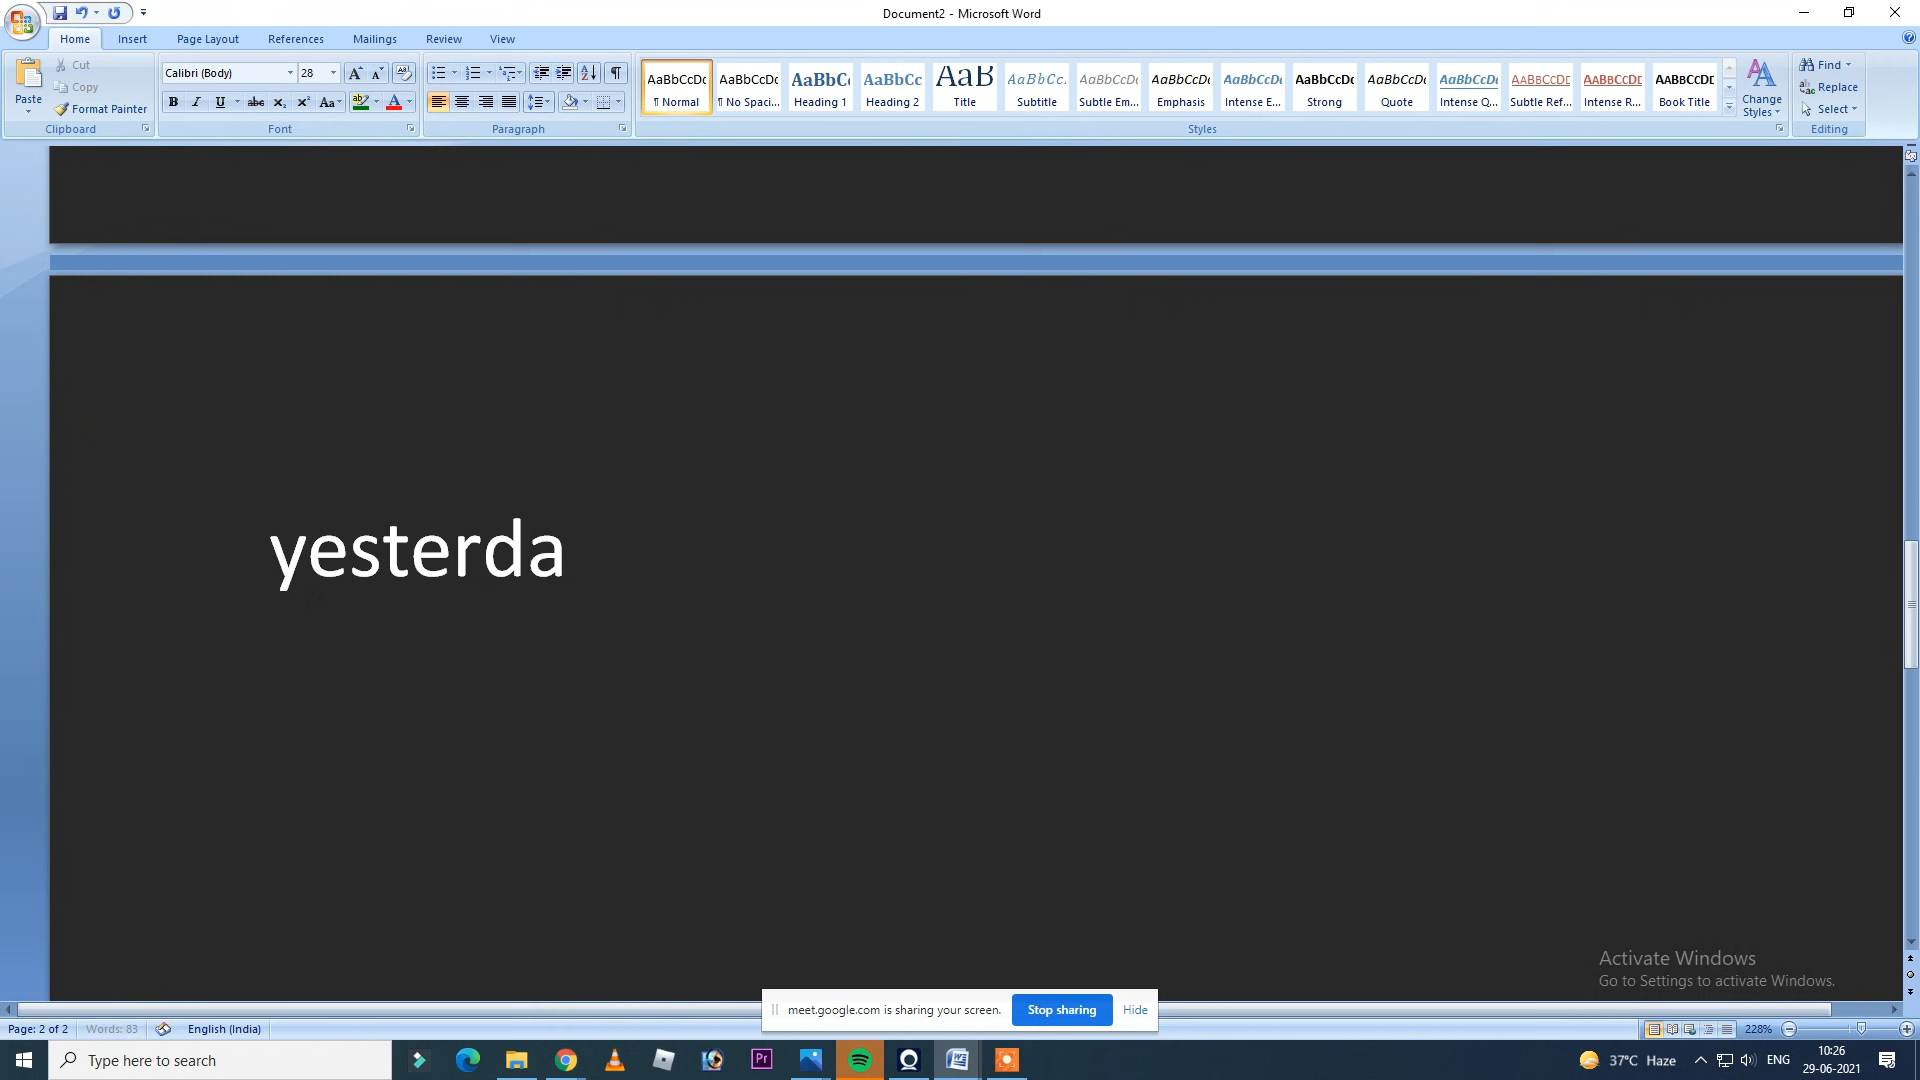 Document2 - Microsoft Word
Home Insert Page Layout References Mailings Review View
Paste
Cut
Copy
Format Painter
Clipboard
Calibri (Body) 28
Font
Paragraph
AaBbCcDc AaBbCcDc AaBbCc AaBbCc AaB AaBbCc. AaBbCcDc AaBbCcDc AaBbCcDc AaBbCcDc AaBbCcDc AaBbCcDc AABBCCDE AABBCCDE AABBCCDE
¶ Normal ¶ No Spaci... Heading 1 Heading 2 Title Subtitle Subtle Em... Emphasis Intense E... Strong Quote Intense Q... Subtle Ref... Intense R... Book Title
Change
Styles
Styles
Find
Replace
Select
Editing
yesterda
Activate Windows
Go to Settings to activate Windows.
meet.google.com is sharing your screen. Stop sharing Hide
Page: 2 of 2 Words: 83 English (India) 228%
Type here to search
37°C Haze ENG 10:26
29-06-2021